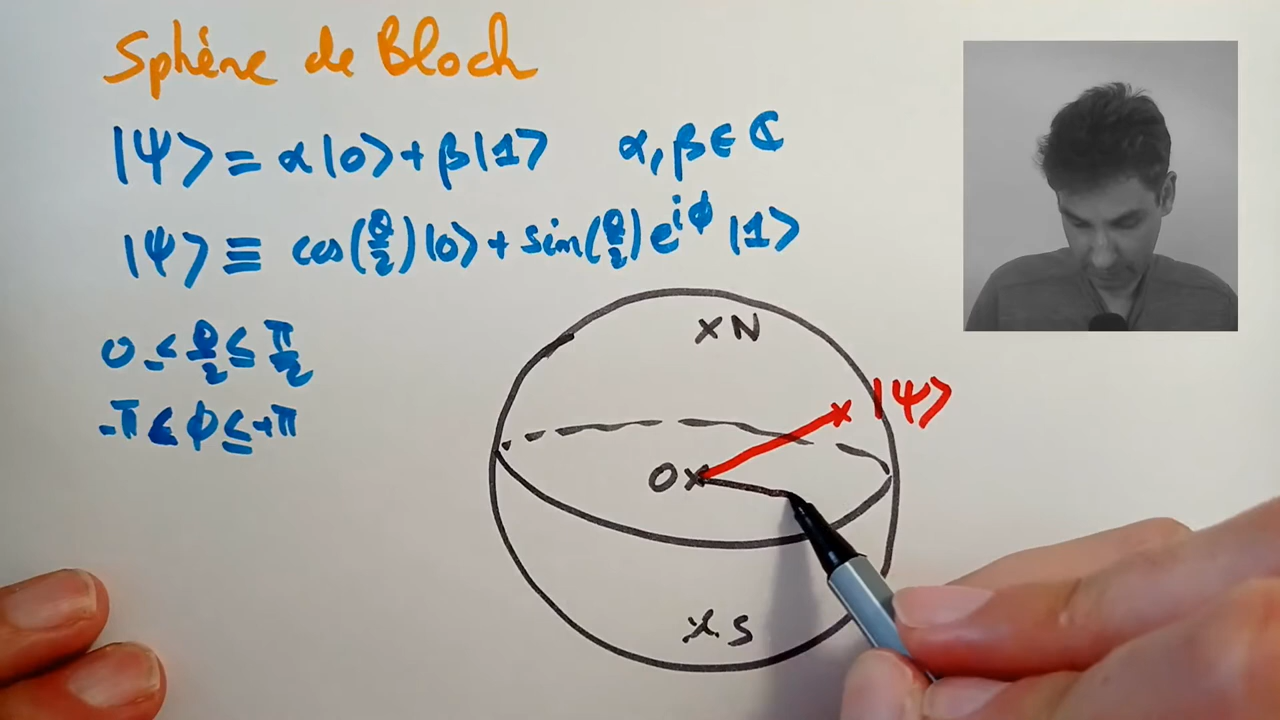 Sphère de Bloch
|Ψ> = α|0> + β|1> α, β ∈ ℂ
|Ψ> ≡ cos(θ/2)|0> + sin(θ/2) e^{iϕ} |1>
0 ≤ θ/2 ≤ π/2
-π ≤ ϕ ≤ +π
× N
|Ψ>
O×
× S